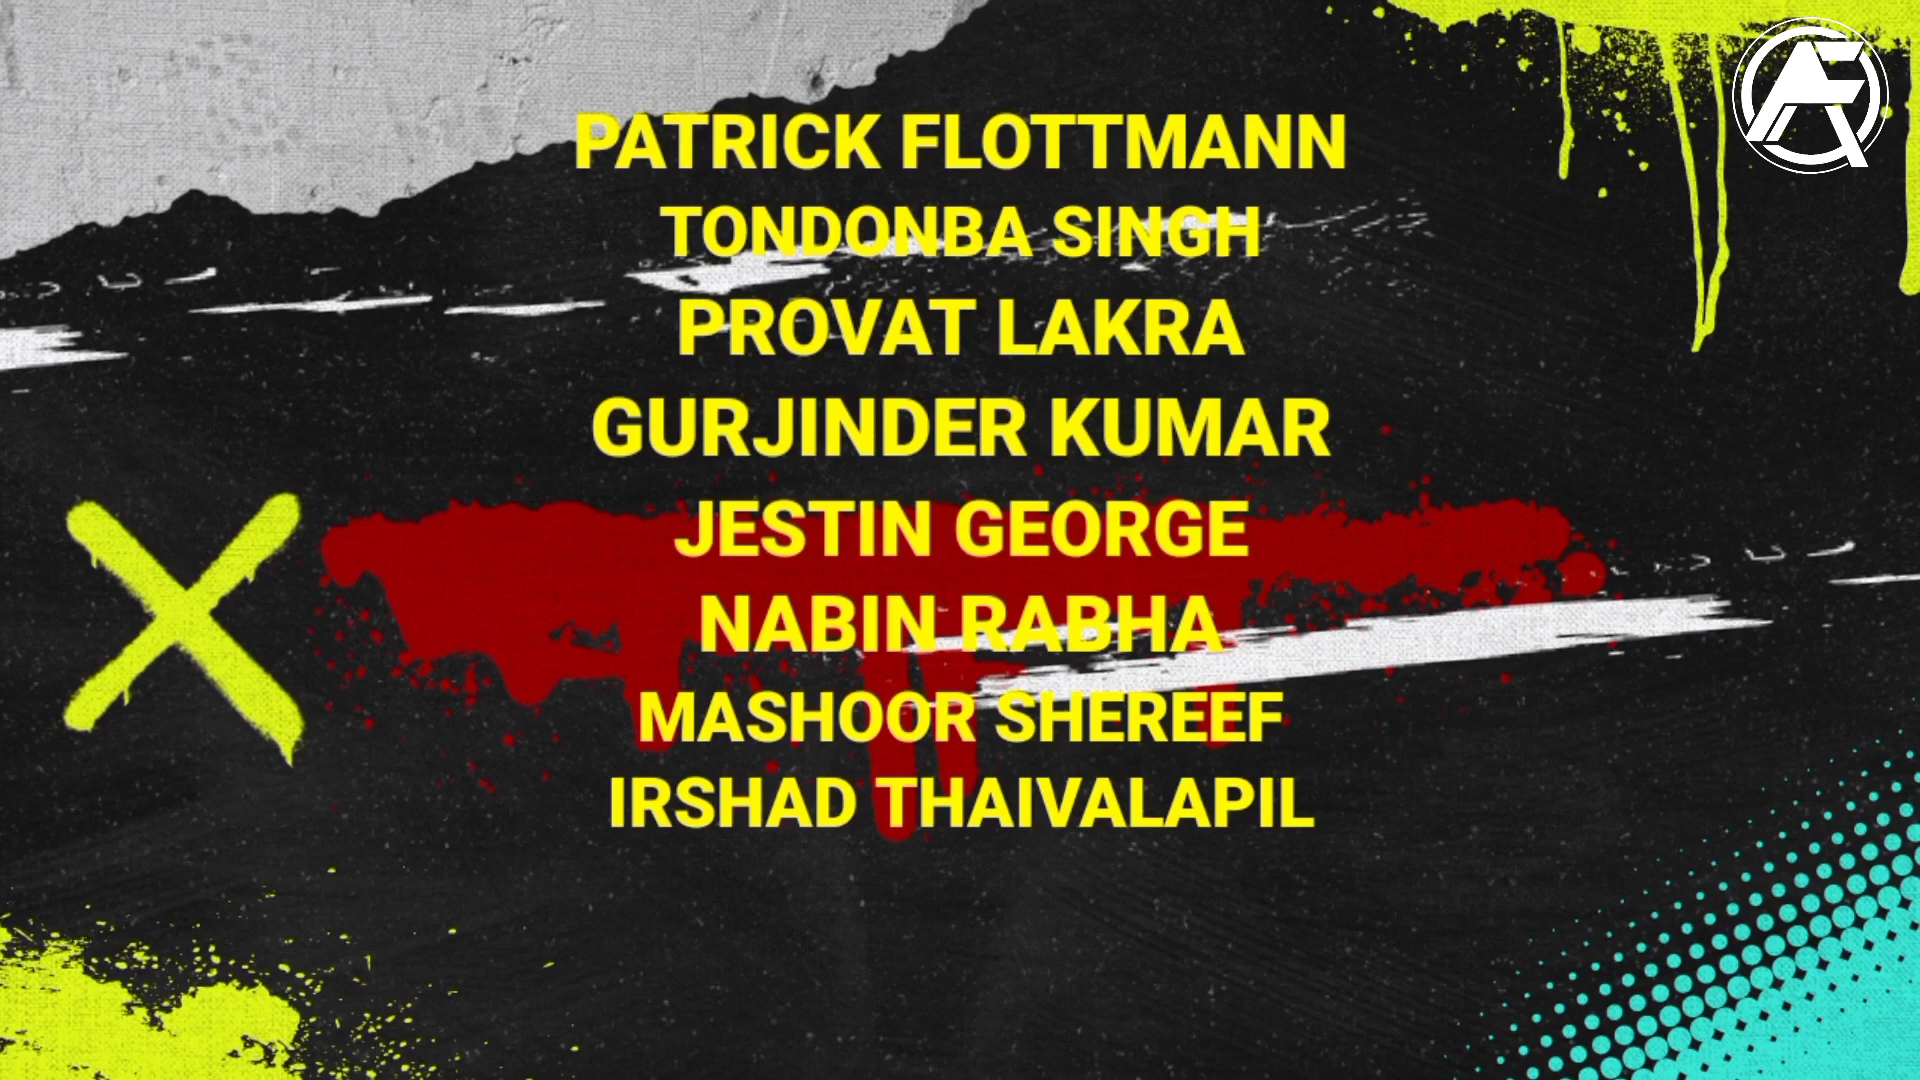 PATRICK FLOTTMANN
TONDONBA SINGH
PROVAT LAKRA
GURJINDER KUMAR
JESTIN GEORGE
NABIN RABHA
MASHOOR SHEREEF
IRSHAD THAIVALAPIL